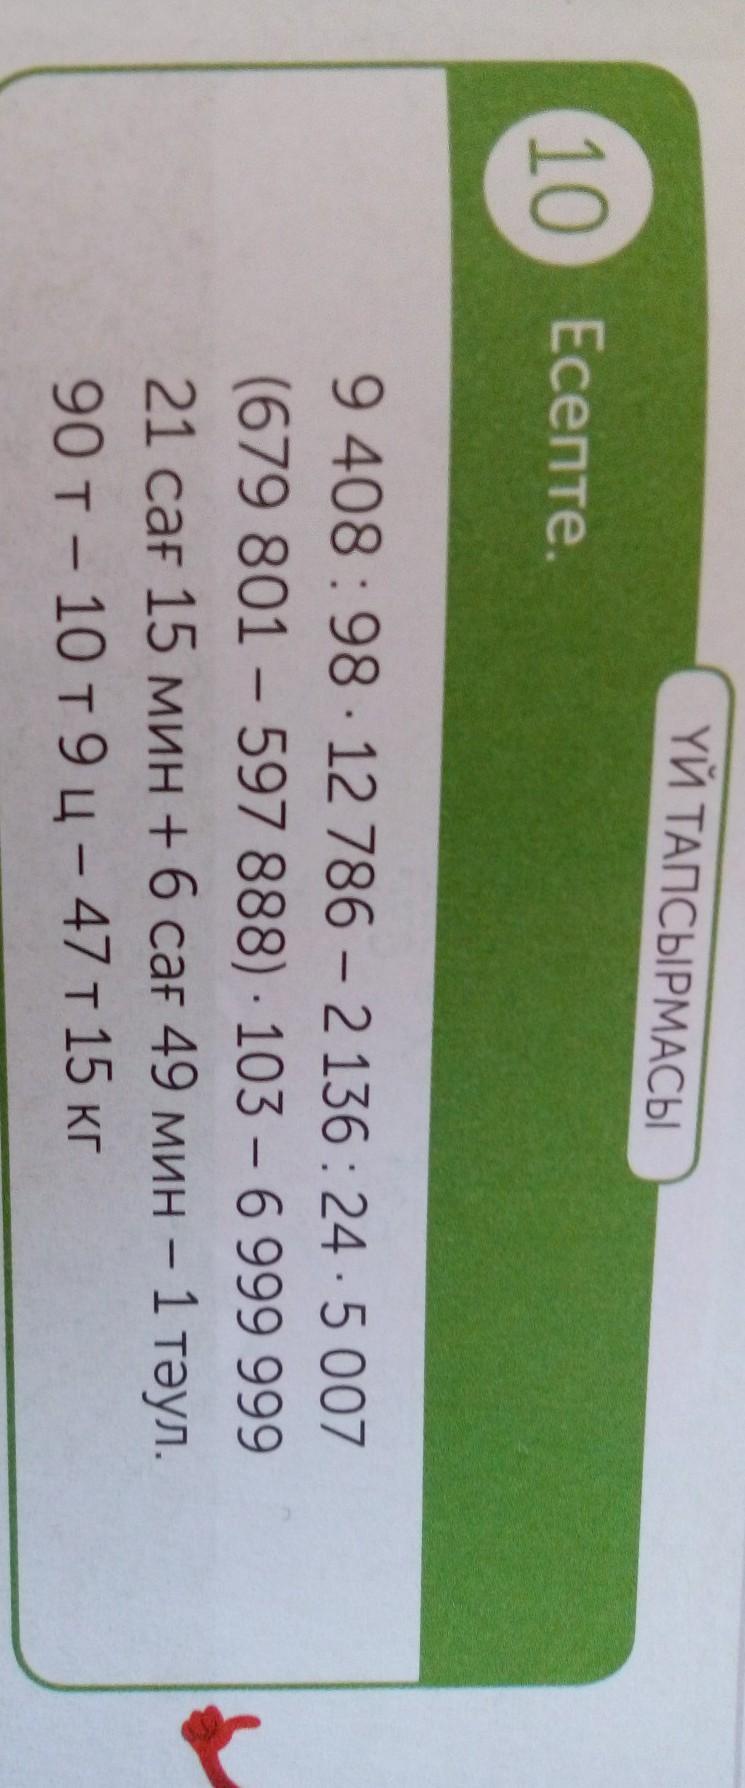 ҮЙ ТАПСЫРМАСЫ
10 Есепте.
9 408 : 98 · 12 786 – 2 136 : 24 · 5 007
(679 801 – 597 888) · 103 – 6 999 999
21 сағ 15 мин + 6 сағ 49 мин – 1 тәул.
90 т – 10 т 9 ц – 47 т 15 кг